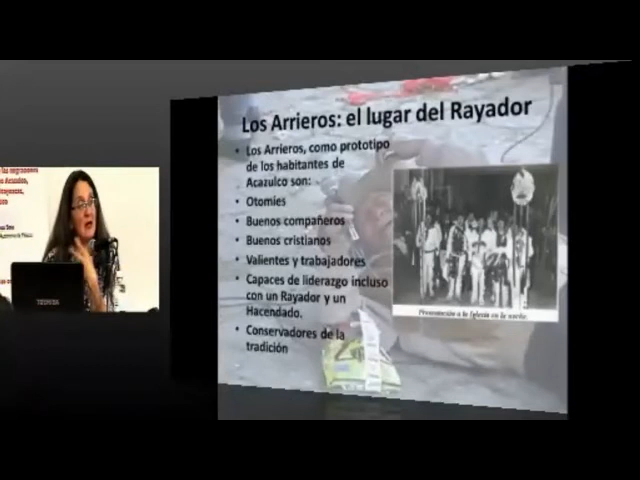 Los Arrieros: el lugar del Rayador
• Los Arrieros, como prototipo
de los habitantes de
Acazulco son:
• Otomíes
• Buenos compañeros
• Buenos cristianos
• Valientes y trabajadores
• Capaces de liderazgo incluso
con un Rayador y un
Hacendado.
• Conservadores de la
tradición
Presentación a la Iglesia en la noche.
TOSHIBA